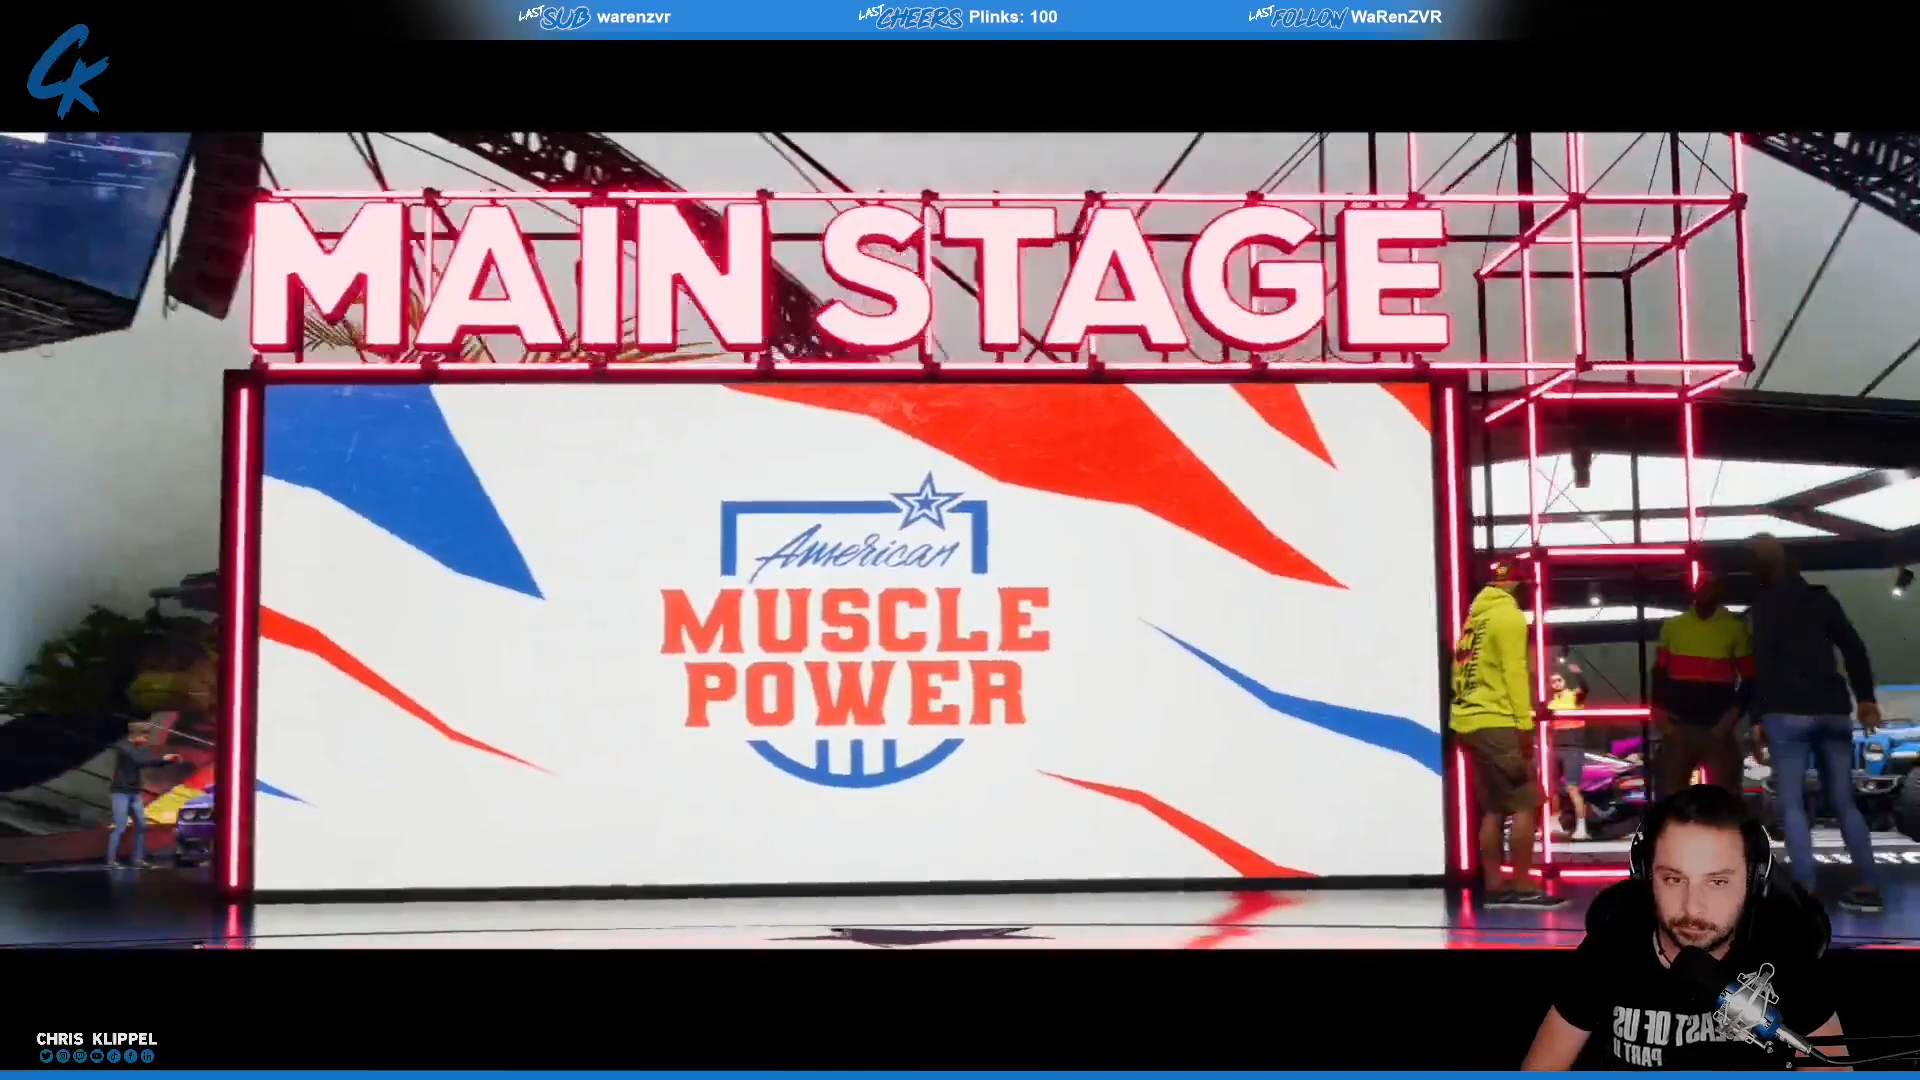 LAST SUB warenzvr
LAST CHEERS Plinks: 100
LAST FOLLOW WaRenZVR
CK
MAIN STAGE
American
MUSCLE
POWER
CHRIS KLIPPEL